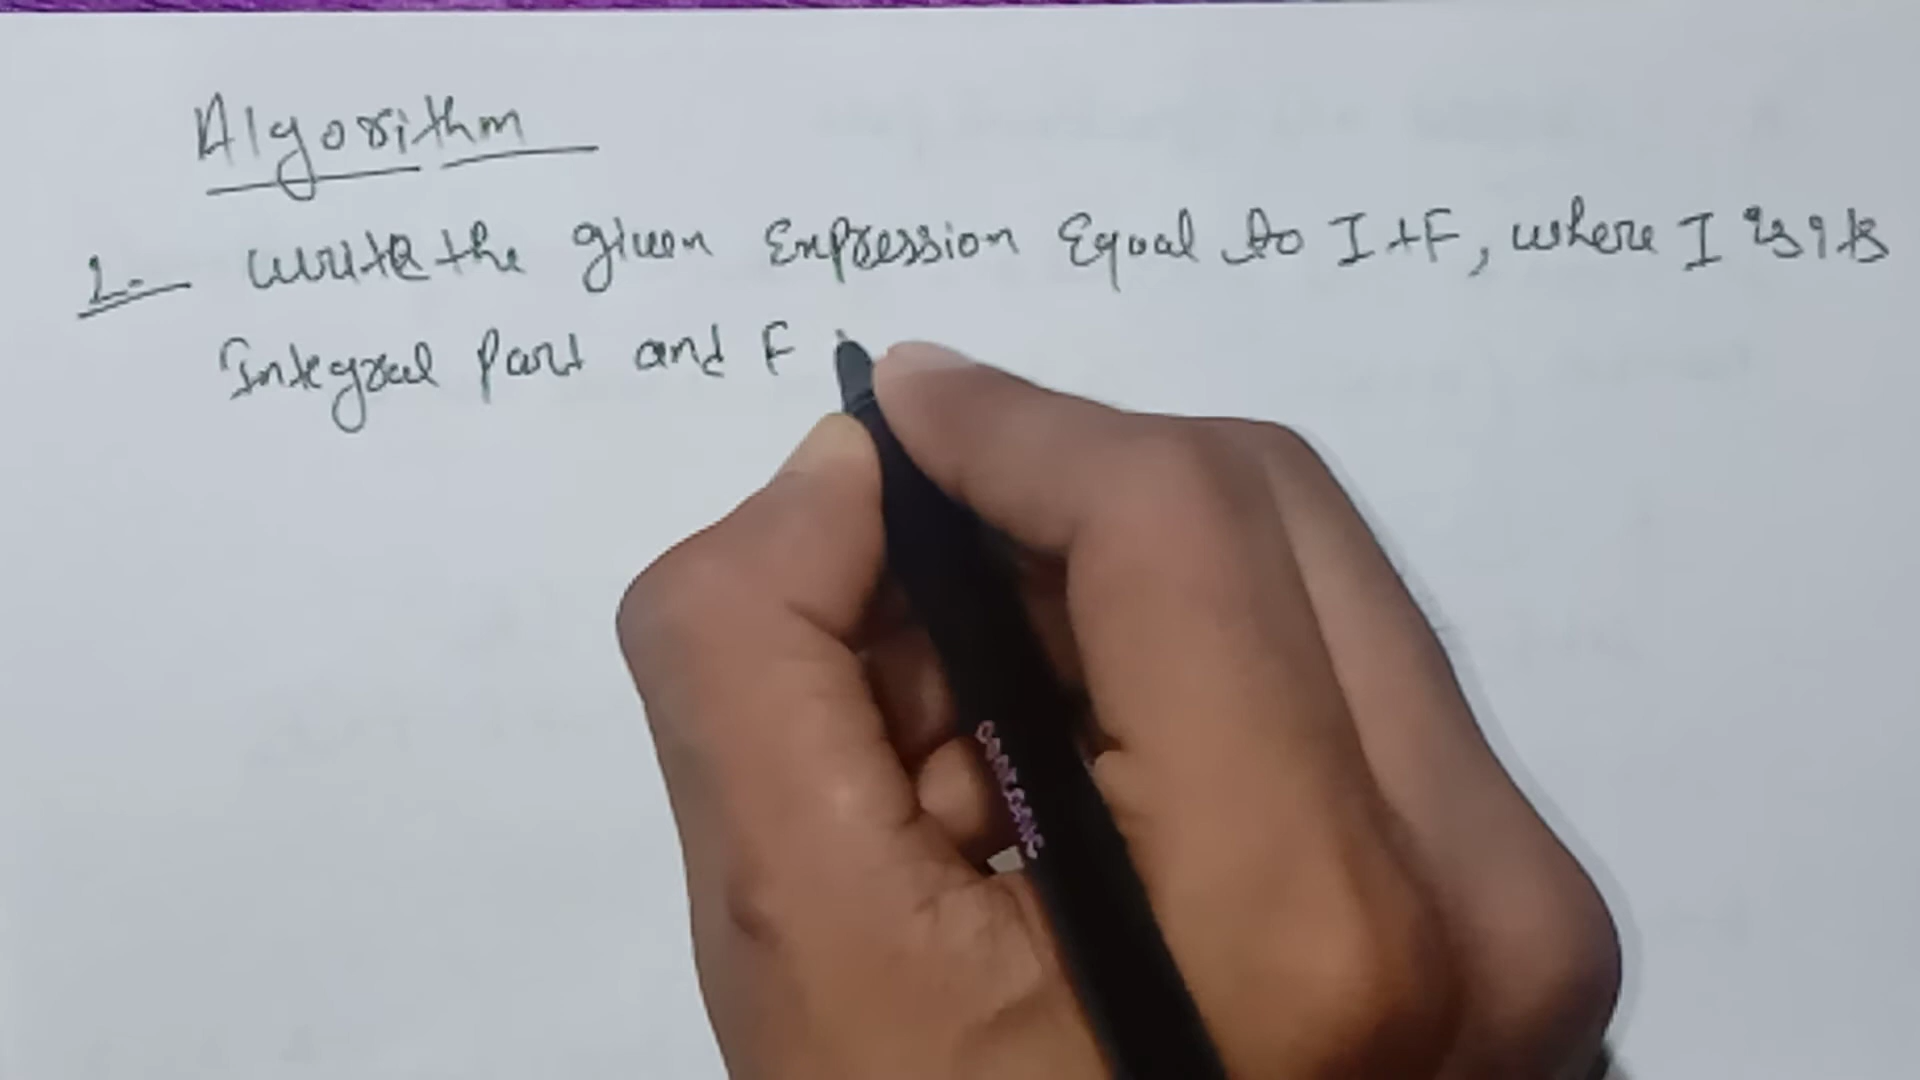 Algorithm
1. Write the given Expression Equal to I+F, where I is its
Integral Part and F